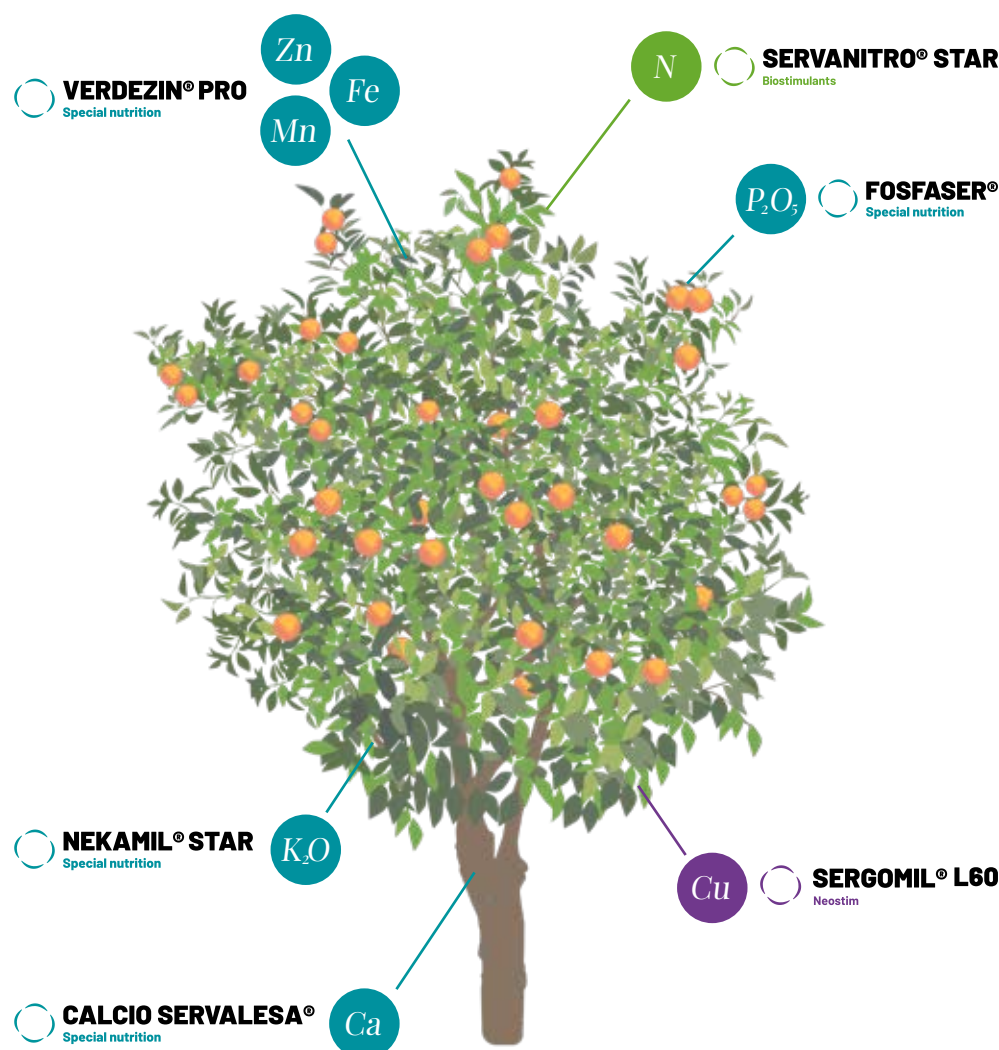 Zn
Fe
Mn
VERDEZIN® PRO
Special nutrition
N
SERVANITRO® STAR
Biostimulants
P₂O₅
FOSFASER®
Special nutrition
NEKAMIL® STAR
Special nutrition
K₂O
Cu
SERGOMIL® L60
Neostim
CALCIO SERVALESA®
Special nutrition
Ca